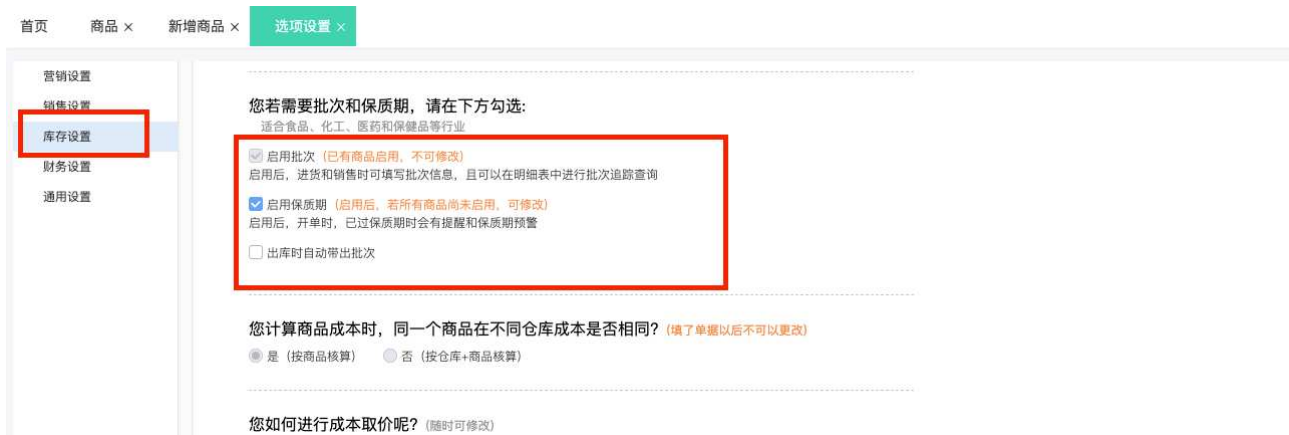 首页 商品 × 新增商品 × 选项设置 ×
营销设置
销售设置
库存设置
财务设置
通用设置
您若需要批次和保质期，请在下方勾选:
适合食品、化工、医药和保健品等行业
启用批次（已有商品启用，不可修改）
启用后，进货和销售时可填写批次信息，且可以在明细表中进行批次追踪查询
启用保质期（启用后，若所有商品尚未启用，可修改）
启用后，开单时，已过保质期时会有提醒和保质期预警
出库时自动带出批次
您计算商品成本时，同一个商品在不同仓库成本是否相同？（填了单据以后不可以更改）
是（按商品核算） 否（按仓库+商品核算）
您如何进行成本取价呢？（随时可修改）